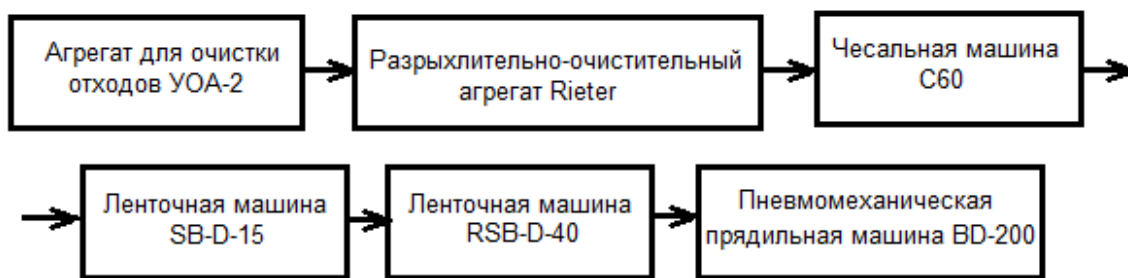 Агрегат для очистки
отходов УОА-2
Разрыхлительно-очистительный
агрегат Rieter
Чесальная машина
С60
Ленточная машина
SB-D-15
Ленточная машина
RSB-D-40
Пневмомеханическая
прядильная машина BD-200